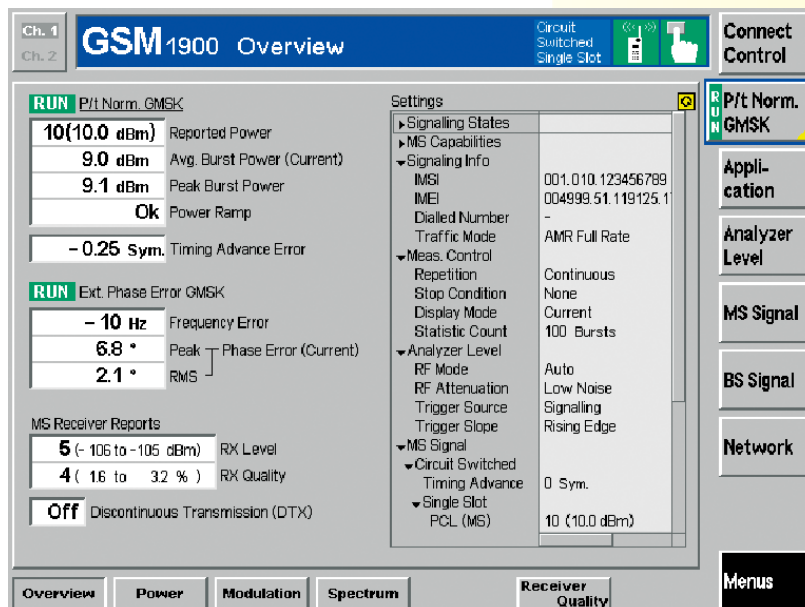 Ch. 1
Ch. 2
GSM 1900 Overview
Circuit
Switched
Single Slot
Connect
Control
RUN P/t Norm. GMSK
10(10.0 dBm) Reported Power
9.0 dBm Avg. Burst Power (Current)
9.1 dBm Peak Burst Power
Ok Power Ramp
- 0.25 Sym. Timing Advance Error
RUN Ext. Phase Error GMSK
- 10 Hz Frequency Error
6.8 ° Peak Phase Error (Current)
2.1 ° RMS
MS Receiver Reports
5 (- 106 to -105 dBm) RX Level
4 ( 1.6 to 3.2 % ) RX Quality
Off Discontinuous Transmission (DTX)
Settings
Signalling States
MS Capabilities
Signaling Info
IMSI 001.010.123456789
IMEI 004999.51.119125.1
Dialled Number -
Traffic Mode AMR Full Rate
Meas. Control
Repetition Continuous
Stop Condition None
Display Mode Current
Statistic Count 100 Bursts
Analyzer Level
RF Mode Auto
RF Attenuation Low Noise
Trigger Source Signalling
Trigger Slope Rising Edge
MS Signal
Circuit Switched
Timing Advance 0 Sym.
Single Slot
PCL (MS) 10 (10.0 dBm)
RUN
P/t Norm.
GMSK
Appli-
cation
Analyzer
Level
MS Signal
BS Signal
Network
Menus
Overview
Power
Modulation
Spectrum
Receiver
Quality